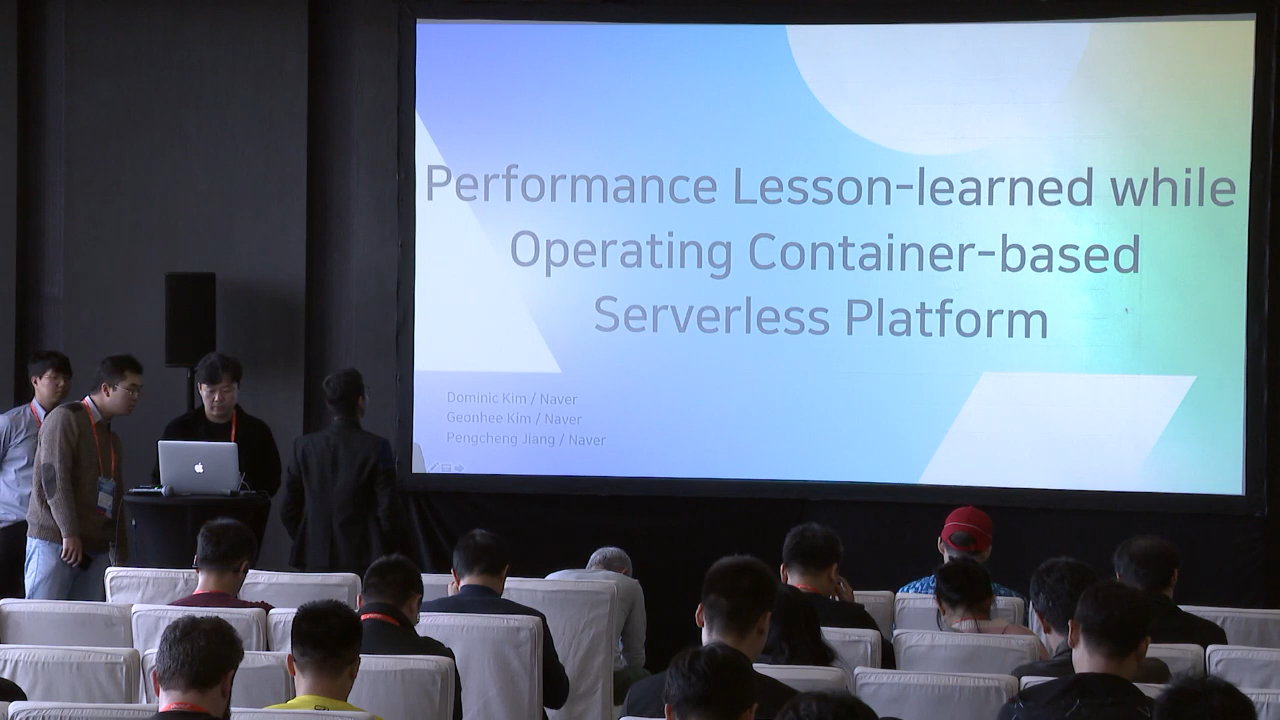 Performance Lesson-learned while
Operating Container-based
Serverless Platform
Dominic Kim / Naver
Geonhee Kim / Naver
Pengcheng Jiang / Naver